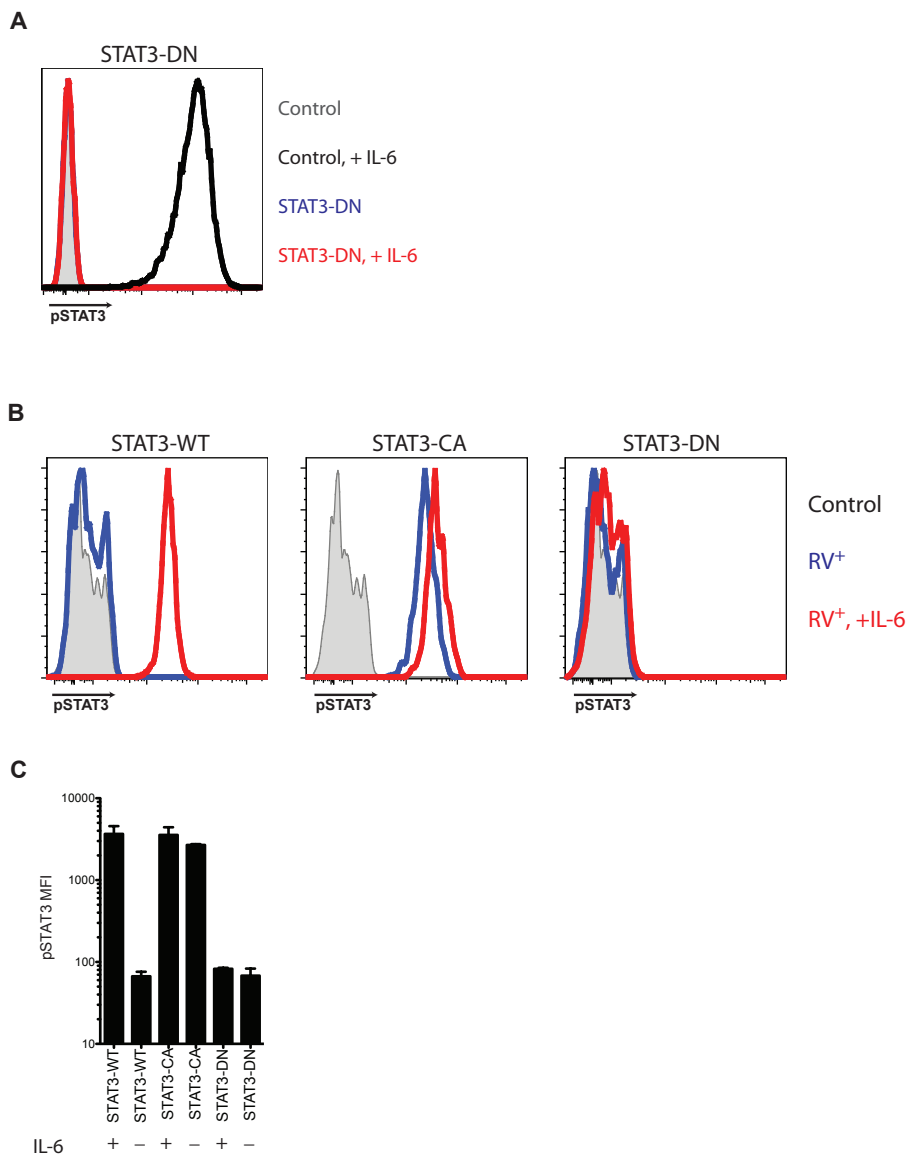 A
STAT3-DN
Control
Control, + IL-6
STAT3-DN
STAT3-DN, + IL-6
pSTAT3
B
STAT3-WT
STAT3-CA
STAT3-DN
Control
RV+
RV+, +IL-6
pSTAT3
pSTAT3
pSTAT3
C
10000
1000
100
10
pSTAT3 MFI
STAT3-WT
STAT3-WT
STAT3-CA
STAT3-CA
STAT3-DN
STAT3-DN
IL-6 + – + – + –